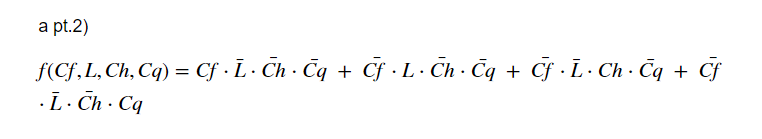 a pt.2)
f(Cf, L, Ch, Cq) = Cf · L̄ · C̄h · C̄q + C̄f · L · C̄h · C̄q + C̄f · L̄ · Ch · C̄q + C̄f
· L̄ · C̄h · Cq